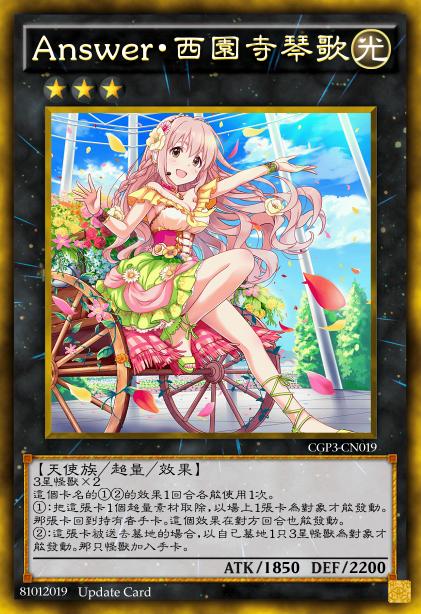 Answer・西園寺琴歌 光
CGP3-CN019
【天使族／超量／效果】
3星怪獸×2
這個卡名的①②的效果1回合各能使用1次。
①:把這張卡1個超量素材取除,以場上1張卡為對象才能發動。
那張卡回到持有者手卡。這個效果在對方回合也能發動。
②:這張卡被送去墓地的場合,以自己墓地1只3星怪獸為對象才
能發動。那只怪獸加入手卡。
ATK/1850 DEF/2200
81012019 Update Card